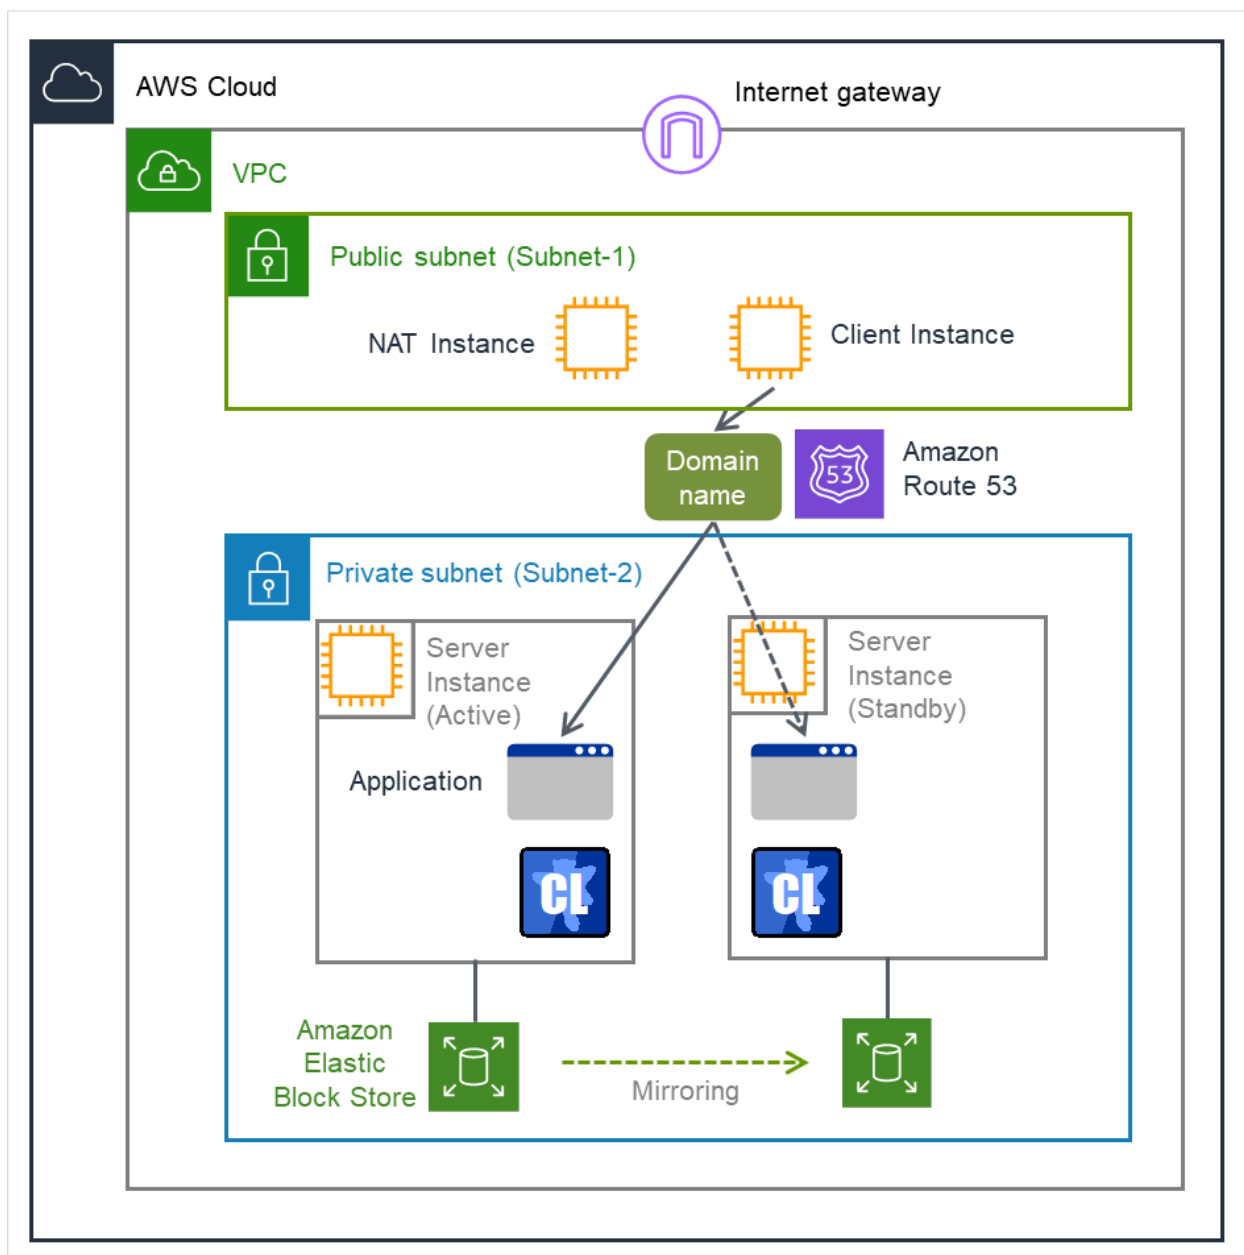 AWS Cloud
Internet gateway
VPC
Public subnet (Subnet-1)
NAT Instance
Client Instance
Domain
name
53
Amazon
Route 53
Private subnet (Subnet-2)
Server
Instance
(Active)
Server
Instance
(Standby)
Application
CL
CL
Amazon
Elastic
Block Store
Mirroring